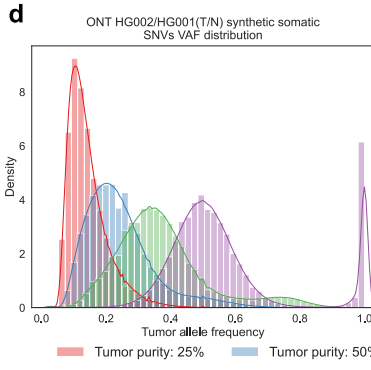 d
ONT HG002/HG001(T/N) synthetic somatic
SNVs VAF distribution
Density
8
6
4
2
0
0.0 0.2 0.4 0.6 0.8 1.0
Tumor allele frequency
Tumor purity: 25% Tumor purity: 50%